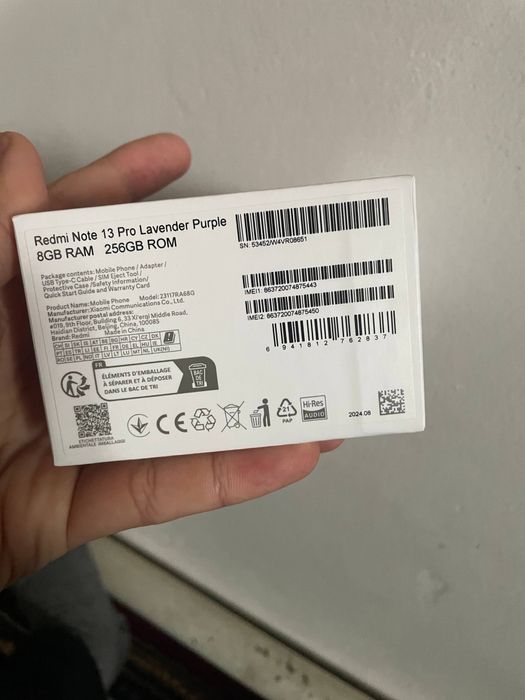 Redmi Note 13 Pro Lavender Purple
8GB RAM 256GB ROM
Package contents: Mobile Phone / Adapter /
USB Type-C Cable / SIM Eject Tool /
Protective Case / Safety Information /
Quick Start Guide and Warranty Card
Product Name: Mobile Phone Model: 23117RA68G
Manufacturer: Xiaomi Communications Co., Ltd.
Manufacturer postal address:
#019, 9th Floor, Building 6, 33 Xi'erqi Middle Road,
Haidian District, Beijing, China, 100085
Brand: Redmi Made in China
SN: 53452/W4VR08651
IMEI1: 863720074875443
IMEI2: 863720074875450
6 941812 762837
FR
ÉLÉMENTS D'EMBALLAGE
À SÉPARER ET À DÉPOSER
DANS LE BAC DE TRI
BAC
DE
TRI
ETICHETTATURA
AMBIENTALE IMBALLAGGI
CE
21
PAP
Hi-Res
AUDIO
2024.08